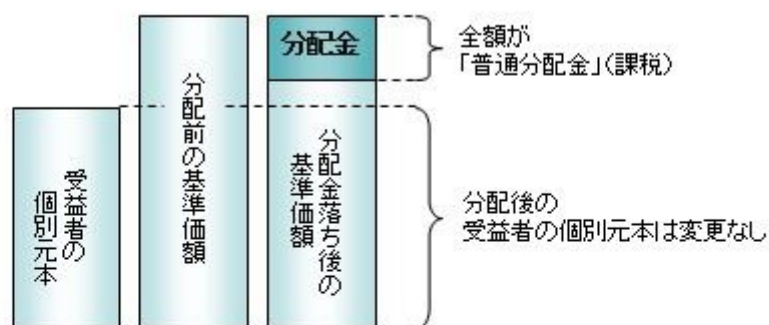 受益者の
個別元本
分配前の基準価額
分配金
分配金落ち後の
基準価額
全額が
「普通分配金」(課税)
分配後の
受益者の個別元本は変更なし